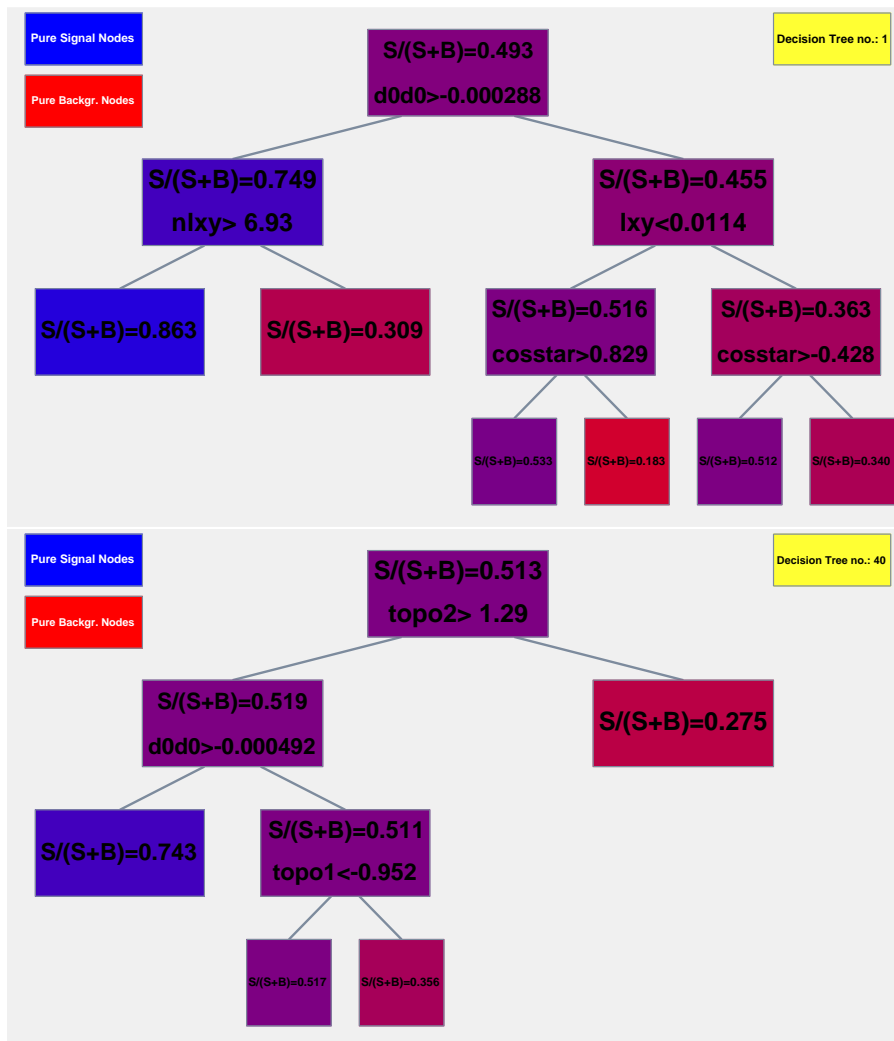 Pure Signal Nodes
Pure Backgr. Nodes
Decision Tree no.: 1
S/(S+B)=0.493
d0d0>-0.000288
S/(S+B)=0.749
nlxy> 6.93
S/(S+B)=0.455
lxy<0.0114
S/(S+B)=0.863
S/(S+B)=0.309
S/(S+B)=0.516
cosstar>0.829
S/(S+B)=0.363
cosstar>-0.428
S/(S+B)=0.533
S/(S+B)=0.183
S/(S+B)=0.512
S/(S+B)=0.340
Pure Signal Nodes
Pure Backgr. Nodes
Decision Tree no.: 40
S/(S+B)=0.513
topo2> 1.29
S/(S+B)=0.519
d0d0>-0.000492
S/(S+B)=0.275
S/(S+B)=0.743
S/(S+B)=0.511
topo1<-0.952
S/(S+B)=0.517
S/(S+B)=0.356